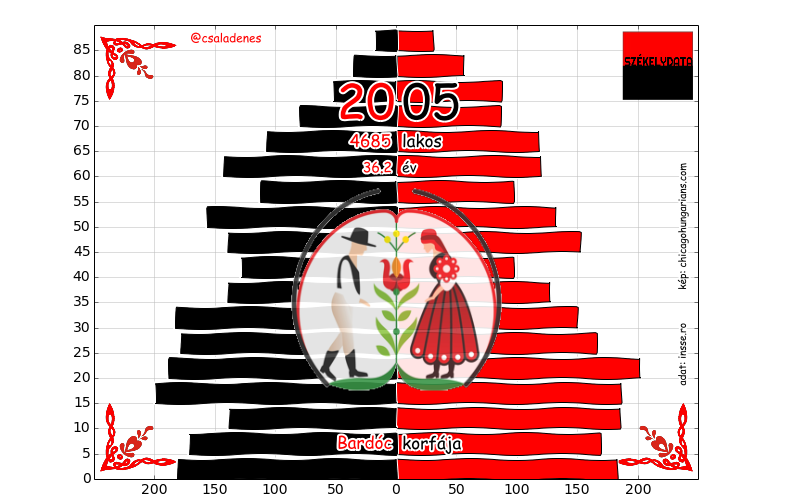 @csaladenes
SZÉKELYDATA
2005
4685 lakos
36.2 év
Bardóc korfája
kép: chicagohungarians.com
adat: insse.ro
85
80
75
70
65
60
55
50
45
40
35
30
25
20
15
10
5
0
200 150 100 50 0 50 100 150 200